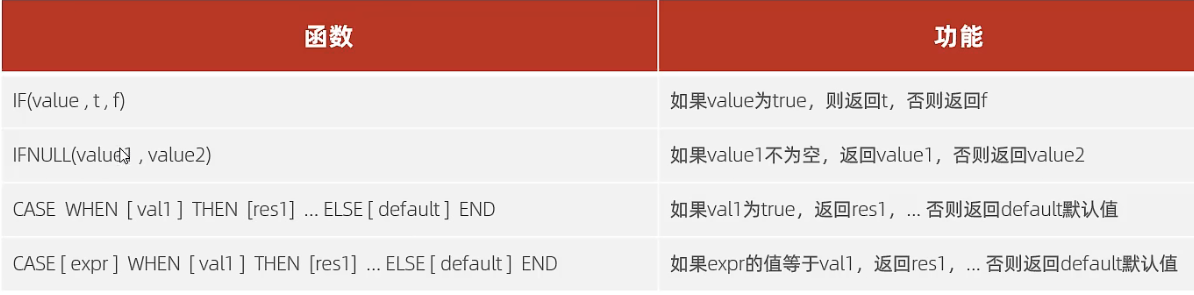 函数 功能
IF(value , t , f) 如果value为true，则返回t，否则返回f
IFNULL(value1 , value2) 如果value1不为空，返回value1，否则返回value2
CASE WHEN [ val1 ] THEN [res1] ... ELSE [ default ] END 如果val1为true，返回res1，... 否则返回default默认值
CASE [ expr ] WHEN [ val1 ] THEN [res1] ... ELSE [ default ] END 如果expr的值等于val1，返回res1，... 否则返回default默认值